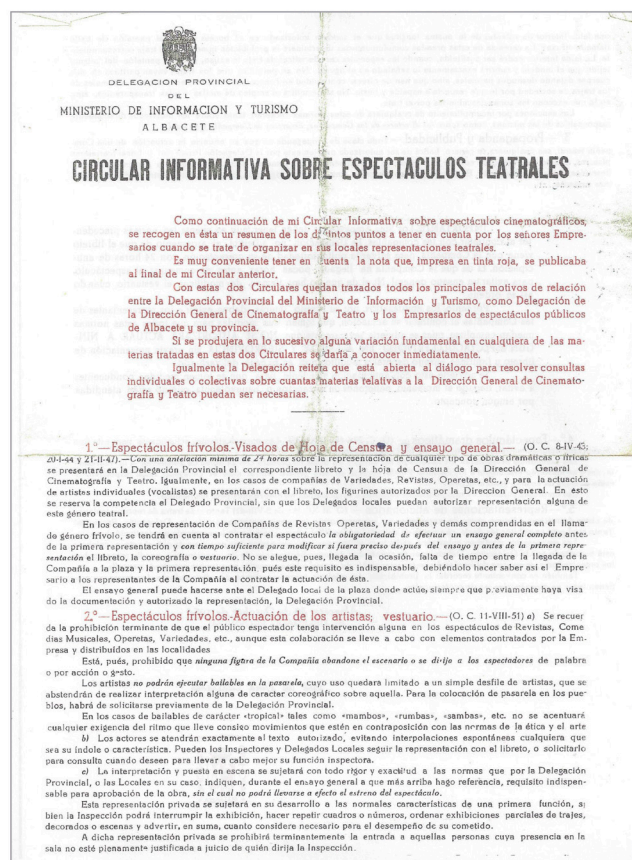 DELEGACION PROVINCIAL
DEL
MINISTERIO DE INFORMACION Y TURISMO
ALBACETE
CIRCULAR INFORMATIVA SOBRE ESPECTACULOS TEATRALES
Como continuación de mi Circular Informativa sobre espectáculos cinematográficos,
se recogen en ésta un resumen de los distintos puntos a tener en cuenta por los señores Empre-
sarios cuando se trate de organizar en sus locales representaciones teatrales.
Es muy conveniente tener en cuenta la nota que, impresa en tinta roja, se publicaba
al final de mi Circular anterior.
Con estas dos Circulares quedan trazados todos los principales motivos de relación
entre la Delegación Provincial del Ministerio de Información y Turismo, como Delegación de
la Dirección General de Cinematografía y Teatro y los Empresarios de espectáculos públicos
de Albacete y su provincia.
Si se produjera en lo sucesivo alguna variación fundamental en cualquiera de las ma-
terias tratadas en estas dos Circulares se daría a conocer inmediatamente.
Igualmente la Delegación reitera que está abierta al diálogo para resolver consultas
individuales o colectivas sobre cuantas materias relativas a la Dirección General de Cinemato-
grafía y Teatro puedan ser necesarias.
1.º—Espectáculos frívolos.-Visados de Hoja de Censura y ensayo general.— (O. C. 8-IV-43;
20-I-44 y 21-II-47).—Con una antelación mínima de 24 horas sobre la representación de cualquier tipo de obras dramáticas o líricas
se presentará en la Delegación Provincial el correspondiente libreto y la hoja de Censura de la Dirección General de
Cinematografía y Teatro. Igualmente, en los casos de compañías de Variedades, Revistas, Operetas, etc., y para la actuación
de artistas individuales (vocalistas) se presentarán con el libreto, los figurines autorizados por la Direccion General. En esto
se reserva la competencia el Delegado Provincial, sin que los Delegados locales puedan autorizar representación alguna de
este género teatral.
En los casos de representación de Compañías de Revistas Operetas, Variedades y demás comprendidas en el llama-
do género frívolo, se tendrá en cuenta al contratar el espectáculo la obligatoriedad de efectuar un ensayo general completo antes
de la primera representación y con tiempo suficiente para modificar si fuera preciso después del ensayo y antes de la primera repre-
sentación el libreto, la coreografía o vestuario. No se alegue, pues, llegada la ocasión, falta de tiempo entre la llegada de la
Compañía a la plaza y la primera representación pués este requisito es indispensable, debiéndolo hacer saber así el Empre-
sario a los representantes de la Compañía al contratar la actuación de ésta.
El ensayo general puede hacerse ante el Delegado local de la plaza donde actúe, siempre que previamente haya visa
do la documentación y autorizado la representación, la Delegación Provincial.
2.º—Espectáculos frívolos.-Actuación de los artistas; vestuario.—(O. C. 11-VIII-51) a) Se recuer
da la prohibición terminante de que el público espectador tenga intervención alguna en los espectáculos de Revistas, Come
dias Musicales, Operetas, Variedades, etc., aunque esta colaboración se lleve a cabo con elementos contratados por la Em-
presa y distribuidos en las localidades
Está, pués, prohibido que ninguna figura de la Compañía abandone el escenario o se dirija a los espectadores de palabra
o por acción o gesto.
Los artistas no podrán ejecutar bailables en la pasarela, cuyo uso quedara limitado a un simple desfile de artistas, que se
abstendrán de realizar interpretación alguna de caracter coreográfico sobre aquella. Para la colocación de pasarela en los pue-
blos, habrá de solicitarse previamente de la Delegación Provincial.
En los casos de bailables de carácter «tropical» tales como «mambos», «rumbas», «sambas», etc. no se acentuará
cualquier exigencia del ritmo que lleve consivo movimientos que estén en contraposición con las normas de la ética y el arte
b) Los actores se atendrán exactamente al texto autorizado, evitando interpolaciones espontáneas cualquiera que
sea su indole o característica. Pueden los Inspectores y Delegados Locales seguir la representación con el libreto, o solicitarlo
para consulta cuando deseen para llevar a cabo mejor su función inspectora.
c) La interpretación y puesta en escena se sujetará con todo rigor y exactitud a las normas que por la Delegación
Provincial, o las Locales en su caso, indiquen, durante el ensayo general a que más arriba hago referencia, requisito indispen-
sable para aprobación de la obra, sin el cual no podrá llevarse a efecto el estreno del espectáculo.
Esta representación privada se sujetará en su desarrollo a las normales características de una primera función, si
bien la Inspección podrá interrumpir la exhibición, hacer repetir cuadros o números, ordenar exhibiciones parciales de trajes,
decorados o escenas y advertir, en suma, cuanto considere necesario para el desempeño de su cometido.
A dicha representación privada se prohibirá terminantemente la entrada a aquellas personas cuya presencia en la
sala no esté plenamente justificada a juicio de quién dirija la Inspección.